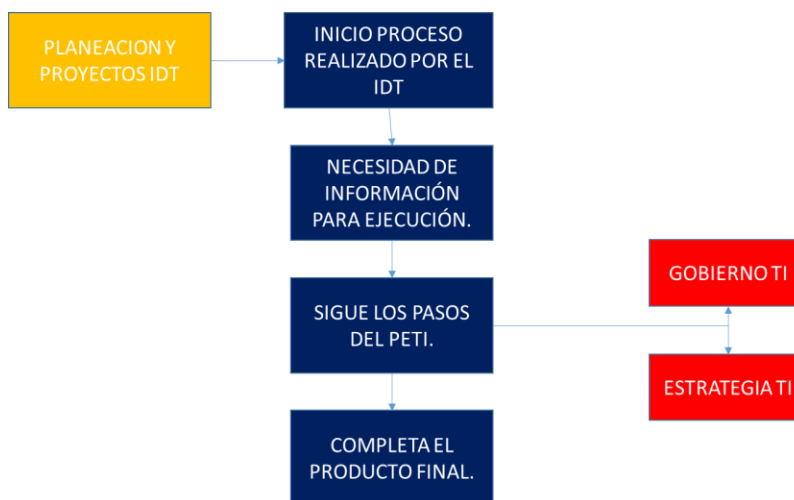 PLANEACION Y
PROYECTOS IDT
INICIO PROCESO
REALIZADO POR EL
IDT
NECESIDAD DE
INFORMACIÓN
PARA EJECUCIÓN.
SIGUE LOS PASOS
DEL PETI.
GOBIERNO TI
ESTRATEGIA TI
COMPLETA EL
PRODUCTO FINAL.